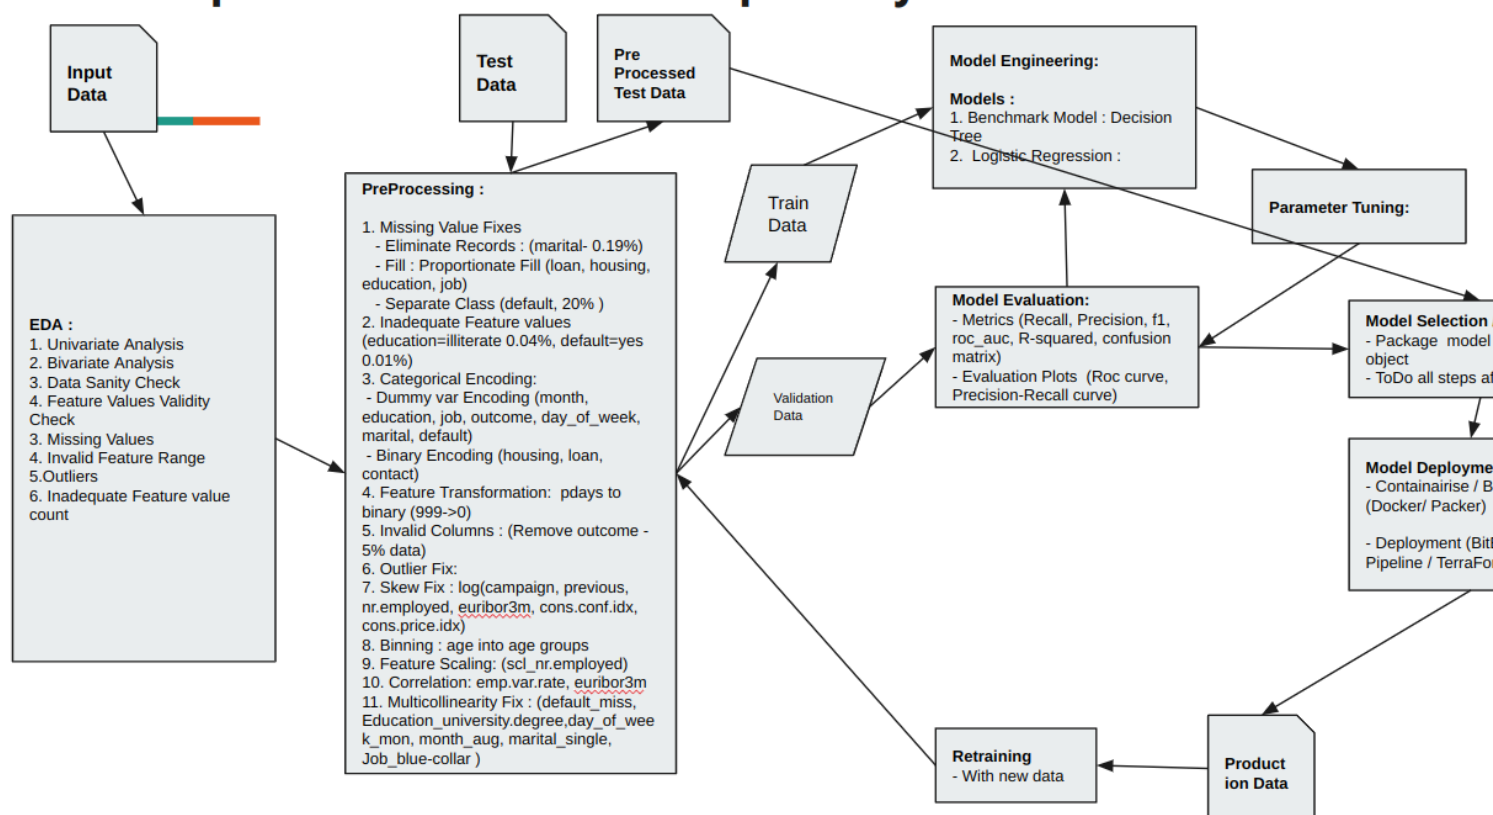 Input
Data
Test
Data
Pre
Processed
Test Data
EDA :
1. Univariate Analysis
2. Bivariate Analysis
3. Data Sanity Check
4. Feature Values Validity
Check
3. Missing Values
4. Invalid Feature Range
5.Outliers
6. Inadequate Feature value
count
PreProcessing :
1. Missing Value Fixes
- Eliminate Records : (marital- 0.19%)
- Fill : Proportionate Fill (loan, housing,
education, job)
- Separate Class (default, 20% )
2. Inadequate Feature values
(education=illiterate 0.04%, default=yes
0.01%)
3. Categorical Encoding:
- Dummy var Encoding (month,
education, job, outcome, day_of_week,
marital, default)
- Binary Encoding (housing, loan,
contact)
4. Feature Transformation: pdays to
binary (999->0)
5. Invalid Columns : (Remove outcome -
5% data)
6. Outlier Fix:
7. Skew Fix : log(campaign, previous,
nr.employed, euribor3m, cons.conf.idx,
cons.price.idx)
8. Binning : age into age groups
9. Feature Scaling: (scl_nr.employed)
10. Correlation: emp.var.rate, euribor3m
11. Multicollinearity Fix : (default_miss,
Education_university.degree,day_of_wee
k_mon, month_aug, marital_single,
Job_blue-collar )
Train
Data
Validation
Data
Model Engineering:
Models :
1. Benchmark Model : Decision
Tree
2. Logistic Regression :
Parameter Tuning:
Model Evaluation:
- Metrics (Recall, Precision, f1,
roc_auc, R-squared, confusion
matrix)
- Evaluation Plots (Roc curve,
Precision-Recall curve)
Model Selection
- Package model
object
- ToDo all steps
Model
- Containairise /
(Docker/ Packer)
- Deployment
Pipeline /
Retraining
- With new data
Product
ion Data